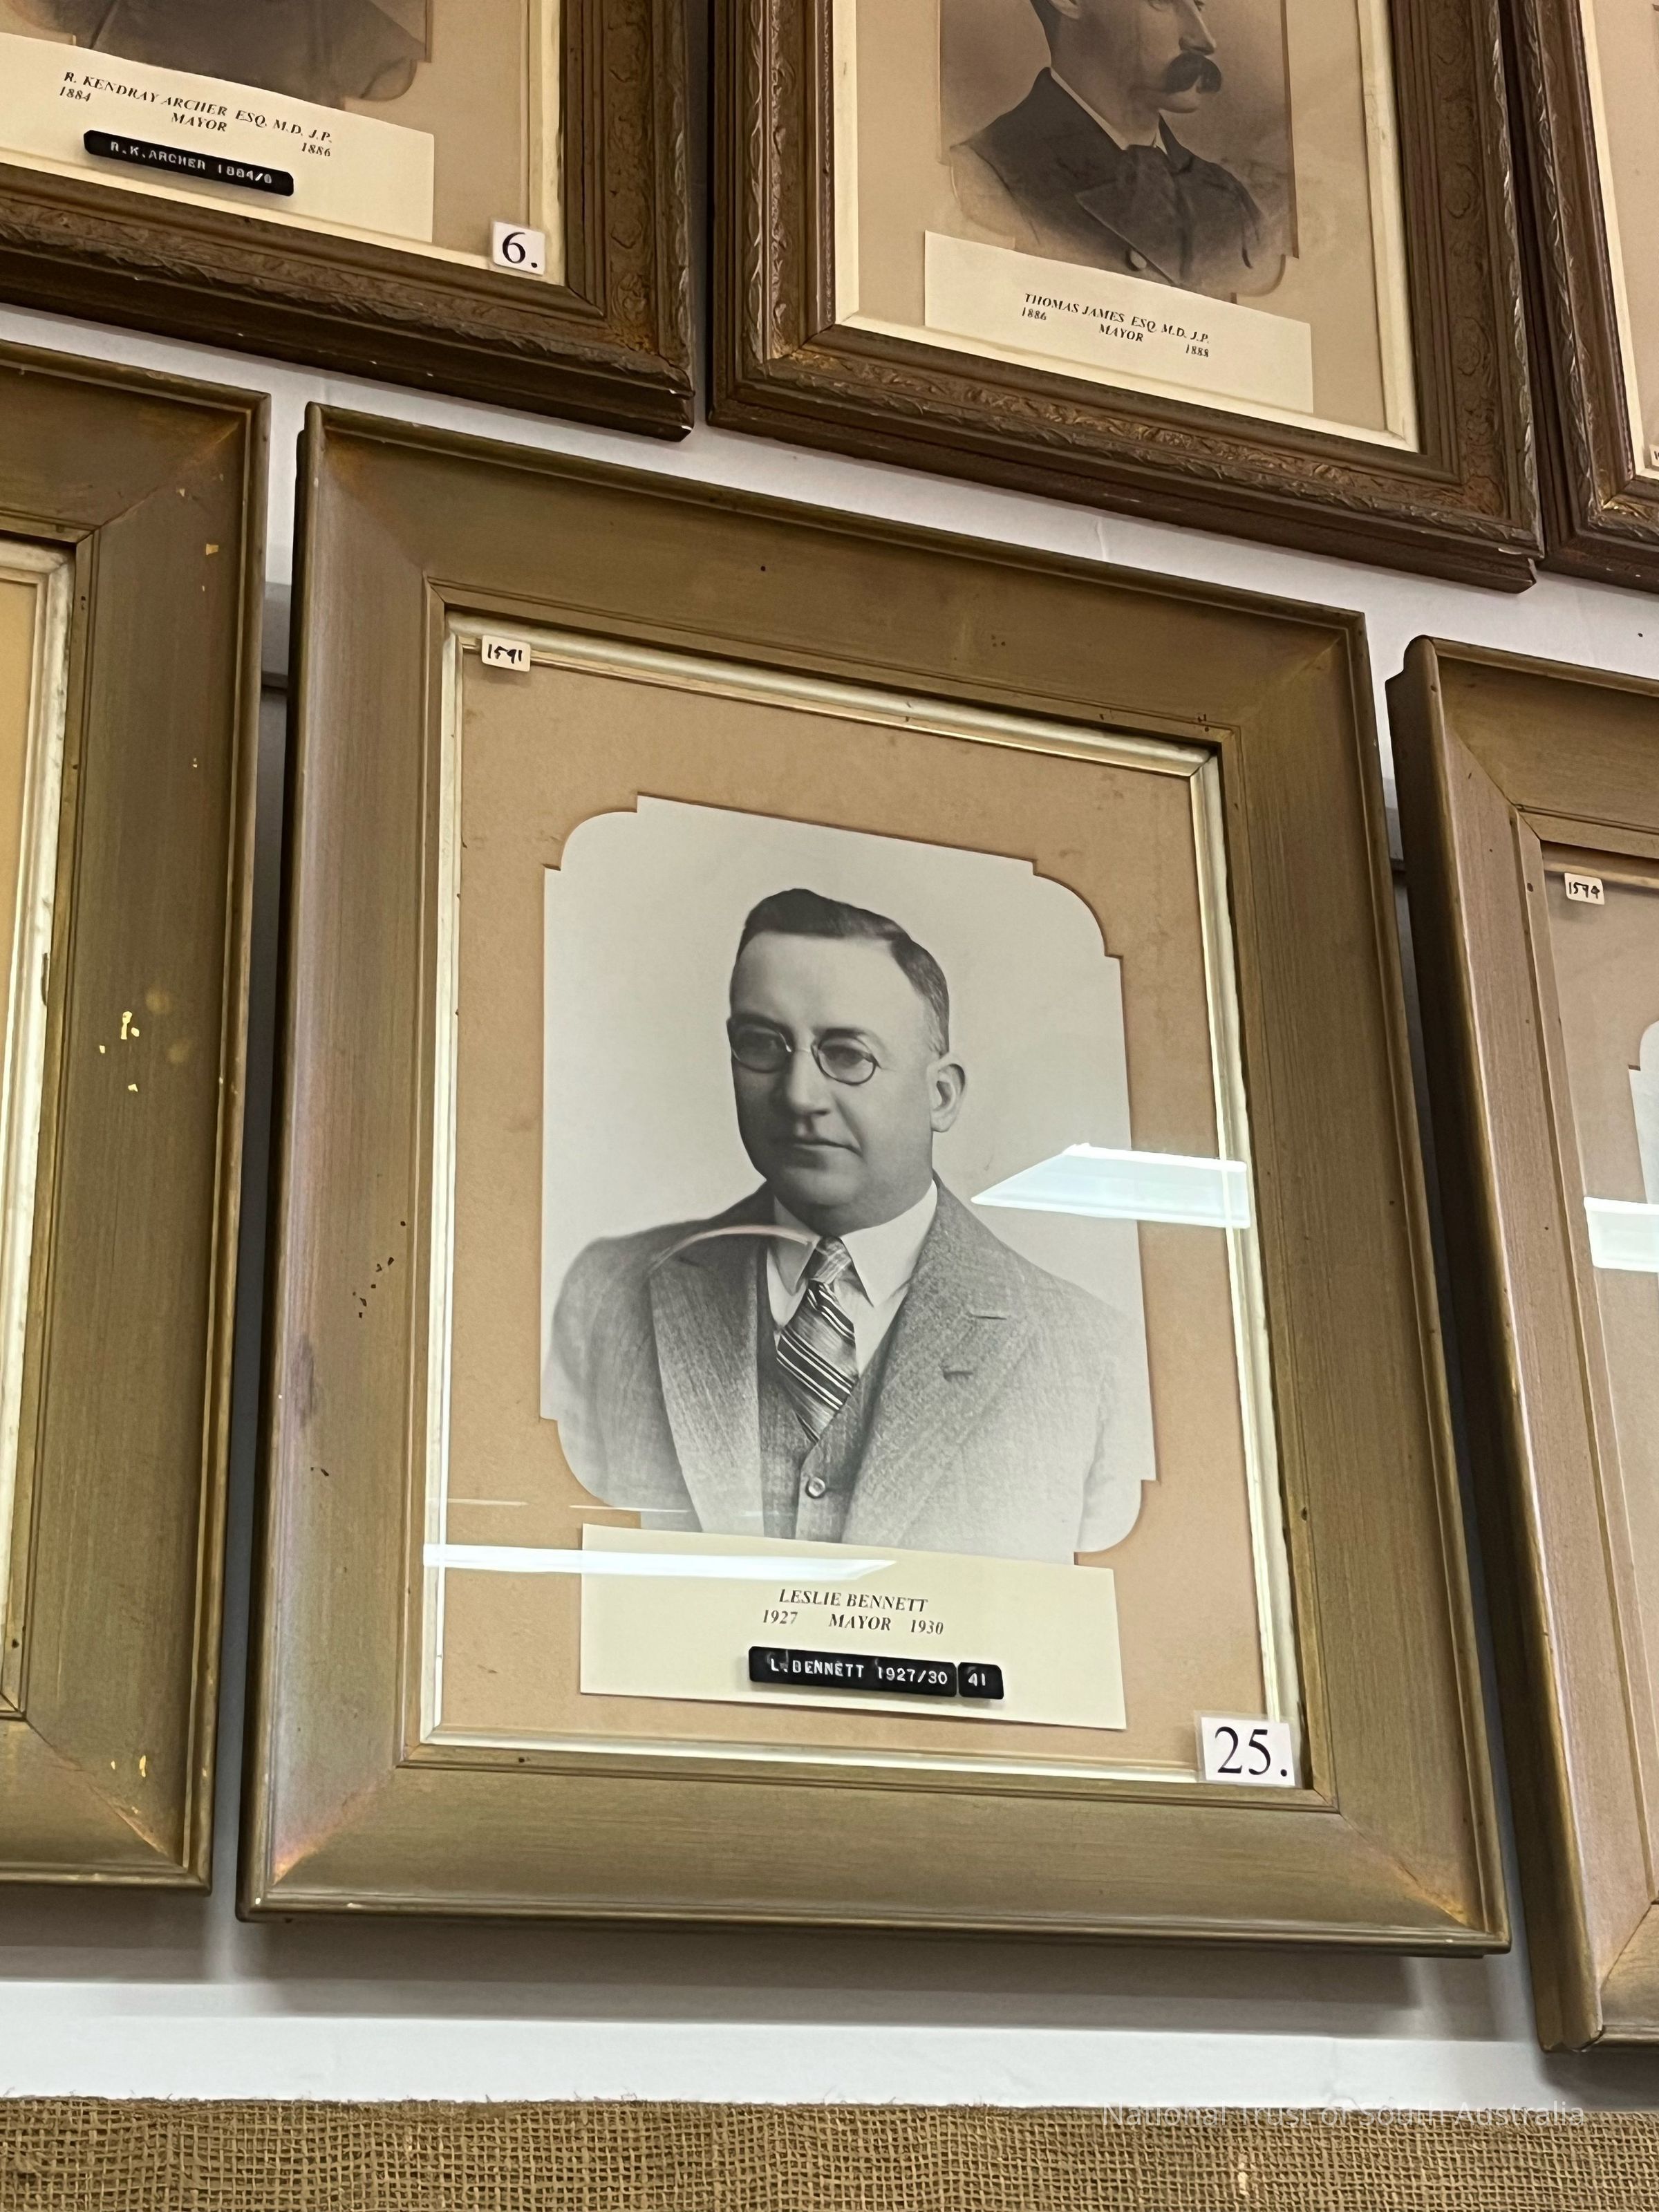 R. KENDRAY ARCHER ESQ. M.D. J.P.
1884 MAYOR 1886
R.K.ARCHER 1884/6
6.
THOMAS JAMES ESQ. M.D. J.P.
1886 MAYOR 1888
1591
1594
LESLIE BENNETT
1927 MAYOR 1930
L.BENNETT 1927/30 41
25.
National Trust of South Australia